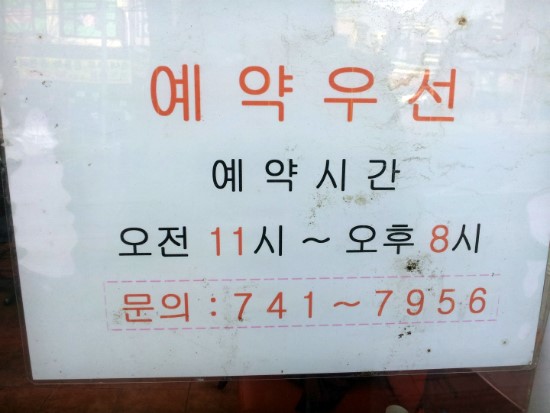 예약우선
예약시간
오전 11시 ~ 오후 8시
문의 : 741~7956